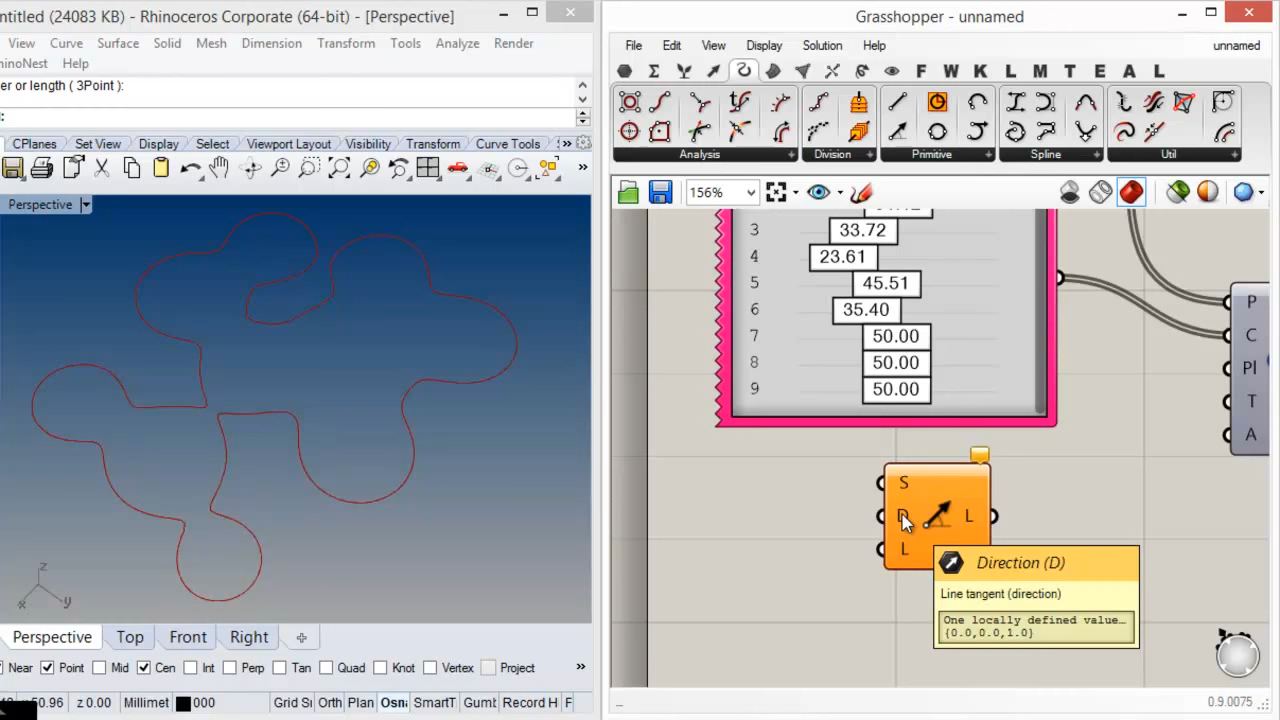 ntitled (24083 KB) - Rhinoceros Corporate (64-bit) - [Perspective]
View Curve Surface Solid Mesh Dimension Transform Tools Analyze Render
hinoNest Help
er or length ( 3Point ):
:
CPlanes Set View Display Select Viewport Layout Visibility Transform Curve Tools »
»
Perspective
z
x y
Perspective Top Front Right
Near Point Mid Cen Int Perp Tan Quad Knot Vertex Project »
50.96 z 0.00 Millimet 000 Grid S Orth Plan Osna SmartT Gumb Record H F
Grasshopper - unnamed
File Edit View Display Solution Help unnamed
F W K L M T E A L
Analysis Division Primitive Spline Util
156%
3 33.72
4 23.61
5 45.51
6 35.40
7 50.00
8 50.00
9 50.00
P
C
Pl
T
A
S
D L
L
Direction (D)
Line tangent (direction)
One locally defined value…
{0.0,0.0,1.0}
0.9.0075